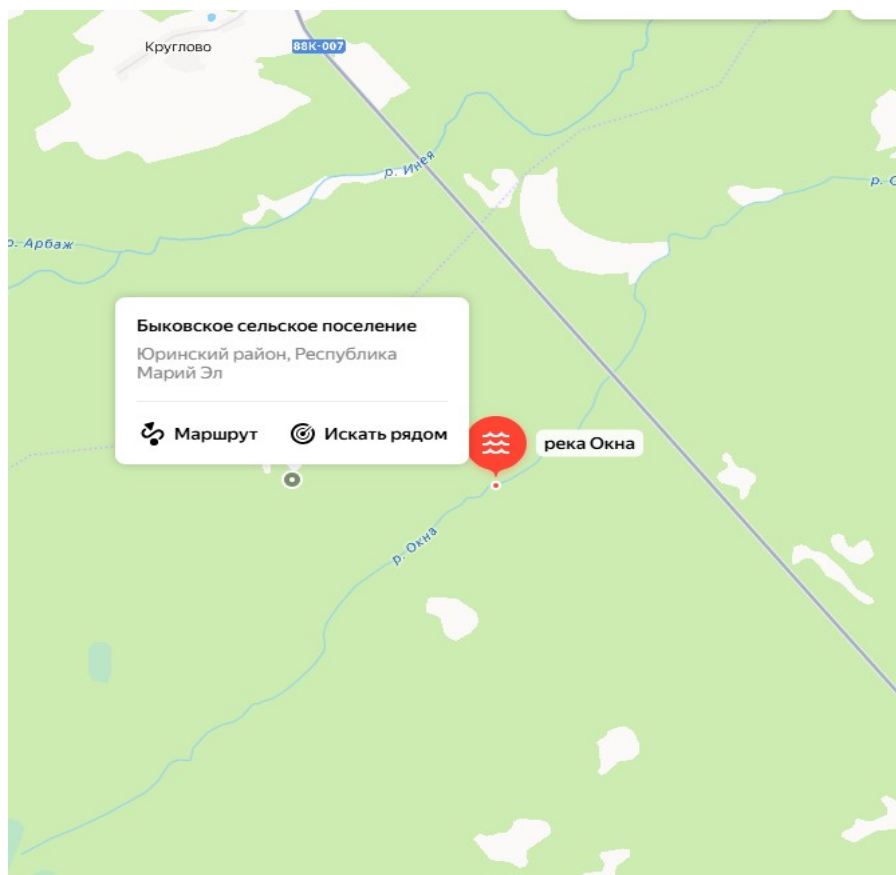 Круглово
88К-007
р. Инея
р. Арбаж
Быковское сельское поселение
Юринский район, Республика
Марий Эл
Маршрут
Искать рядом
река Окна
р. Окна